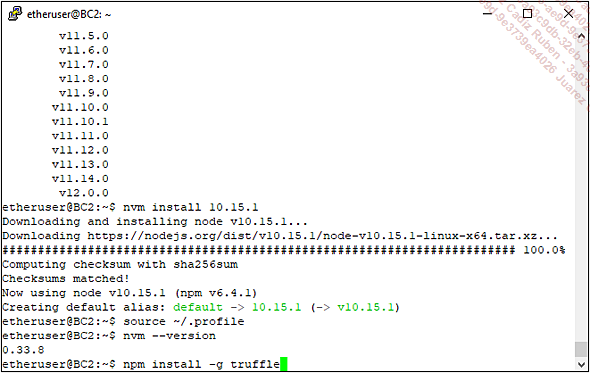 etheruser@BC2: ~
v11.5.0
v11.6.0
v11.7.0
v11.8.0
v11.9.0
v11.10.0
v11.10.1
v11.11.0
v11.12.0
v11.13.0
v11.14.0
v12.0.0
etheruser@BC2:~$ nvm install 10.15.1
Downloading and installing node v10.15.1...
Downloading https://nodejs.org/dist/v10.15.1/node-v10.15.1-linux-x64.tar.xz...
######################################################################## 100.0%
Computing checksum with sha256sum
Checksums matched!
Now using node v10.15.1 (npm v6.4.1)
Creating default alias: default -> 10.15.1 (-> v10.15.1)
etheruser@BC2:~$ source ~/.profile
etheruser@BC2:~$ nvm --version
0.33.8
etheruser@BC2:~$ npm install -g truffle